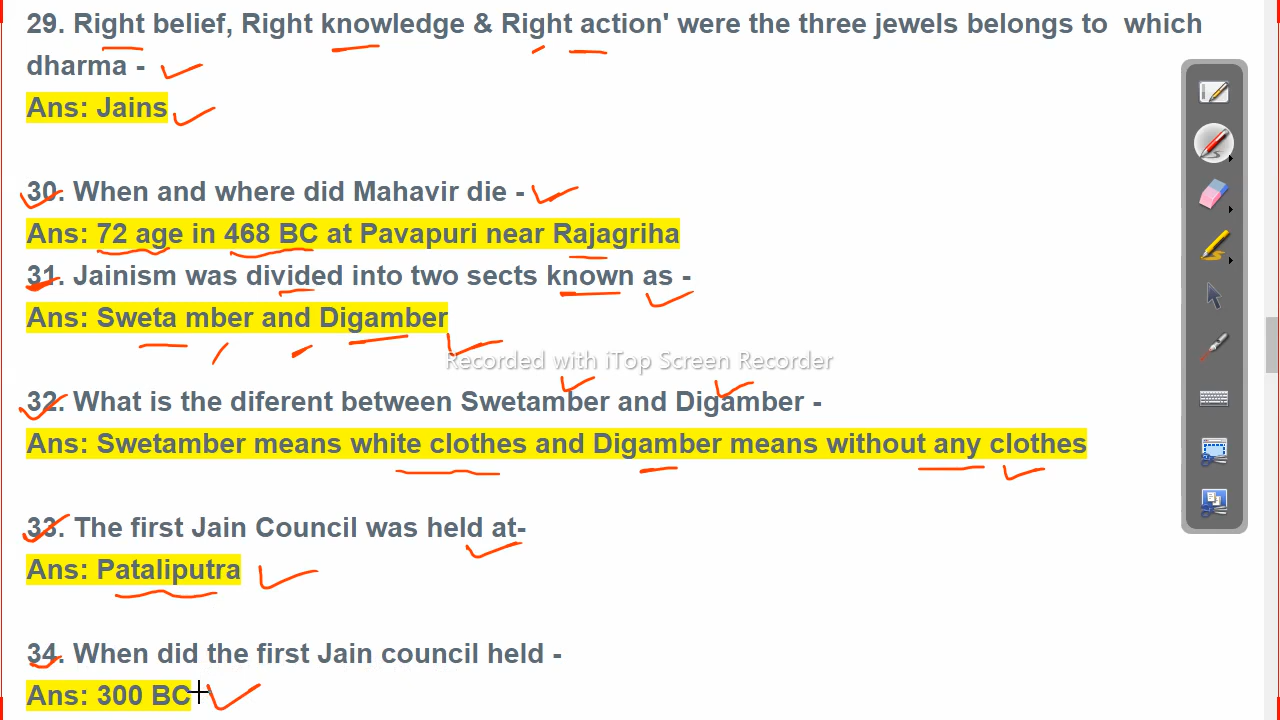 29. Right belief, Right knowledge & Right action' were the three jewels belongs to which
dharma -
Ans: Jains
30. When and where did Mahavir die -
Ans: 72 age in 468 BC at Pavapuri near Rajagriha
31. Jainism was divided into two sects known as -
Ans: Sweta mber and Digamber
Recorded with iTop Screen Recorder
32. What is the diferent between Swetamber and Digamber -
Ans: Swetamber means white clothes and Digamber means without any clothes
33. The first Jain Council was held at-
Ans: Pataliputra
34. When did the first Jain council held -
Ans: 300 BC